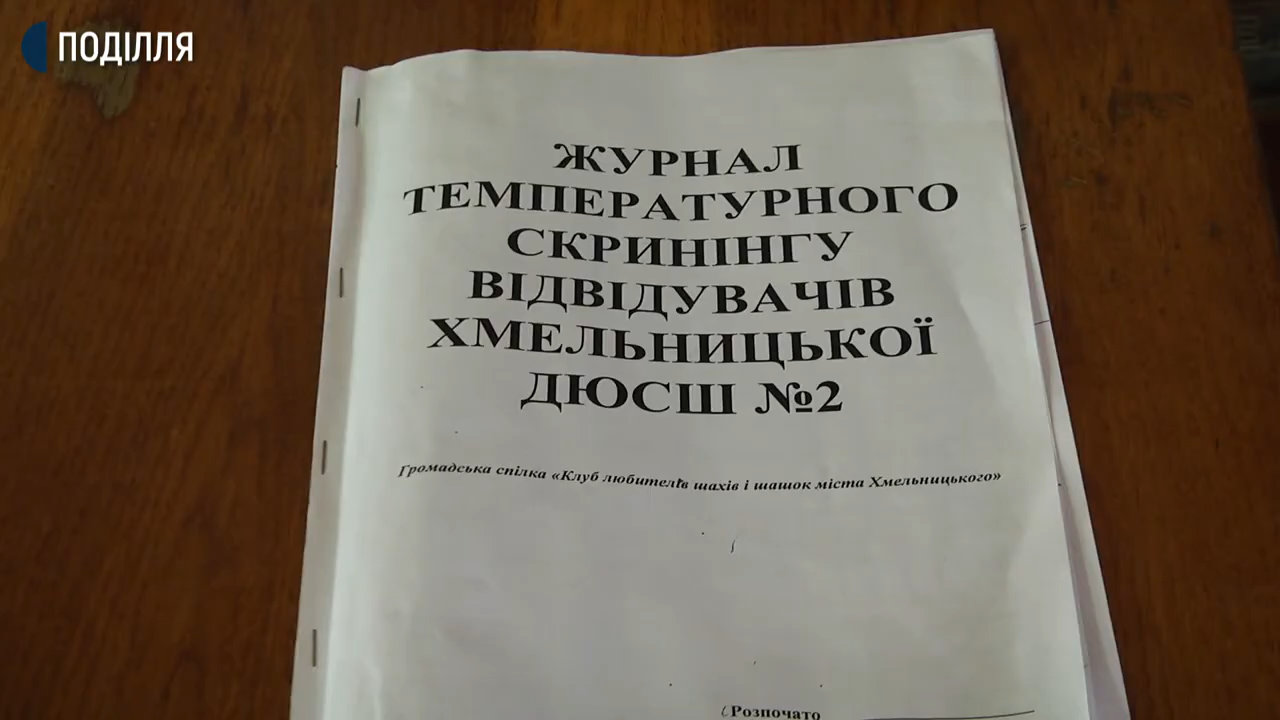 ПОДІЛЛЯ
ЖУРНАЛ
ТЕМПЕРАТУРНОГО
СКРИНІНГУ
ВІДВІДУВАЧІВ
ХМЕЛЬНИЦЬКОЇ
ДЮСШ №2
Громадська спілка «Клуб любителів шахів і шашок міста Хмельницького»
Розпочато